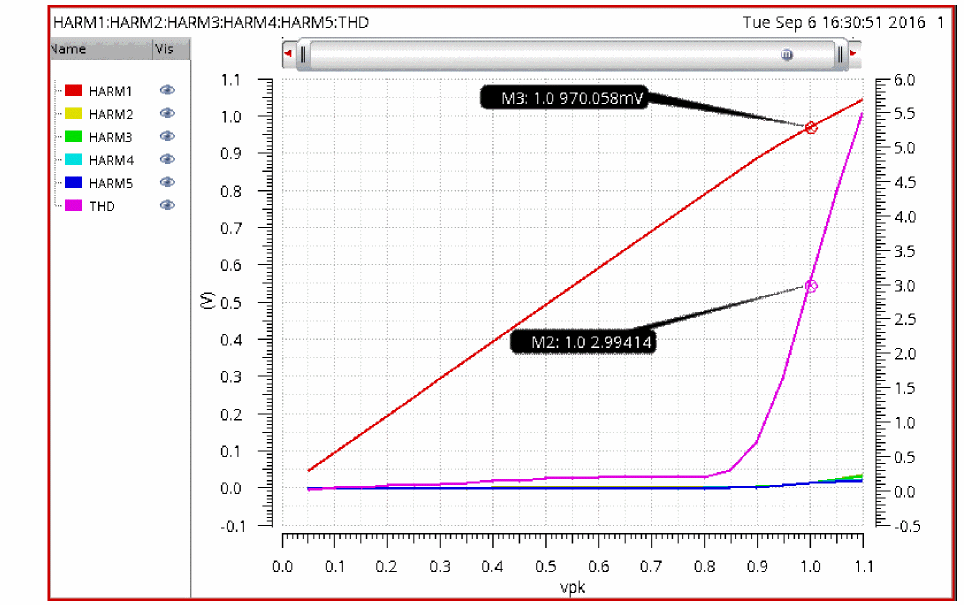 HARM1:HARM2:HARM3:HARM4:HARM5:THD Tue Sep 6 16:30:51 2016 1
Name Vis
HARM1
HARM2
HARM3
HARM4
HARM5
THD
(V)
1.1
1.0
0.9
0.8
0.7
0.6
0.5
0.4
0.3
0.2
0.1
0.0
-0.1
M3: 1.0 970.058mV
M2: 1.0 2.99414
6.0
5.5
5.0
4.5
4.0
3.5
3.0
2.5
2.0
1.5
1.0
0.5
0.0
-0.5
0.0 0.1 0.2 0.3 0.4 0.5 0.6 0.7 0.8 0.9 1.0 1.1
vpk